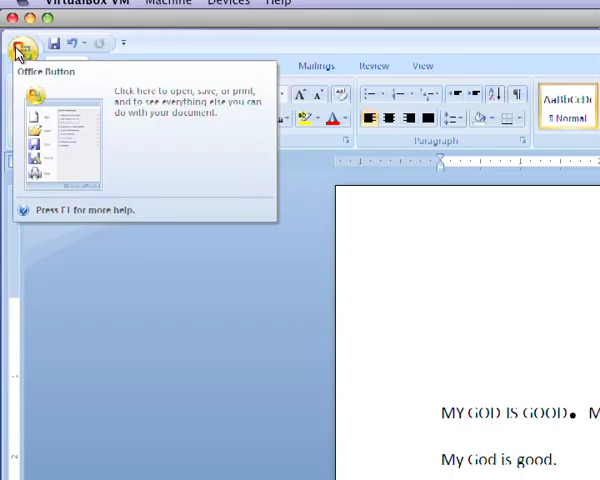 VirtualBox VM Machine Devices Help
Office Button
Click here to open, save, or print,
and to see everything else you can
do with your document.
Press F1 for more help.
Mailings Review View
Paragraph
AaBbCcDc
¶ Normal
MY GOD IS GOOD. M
My God is good.